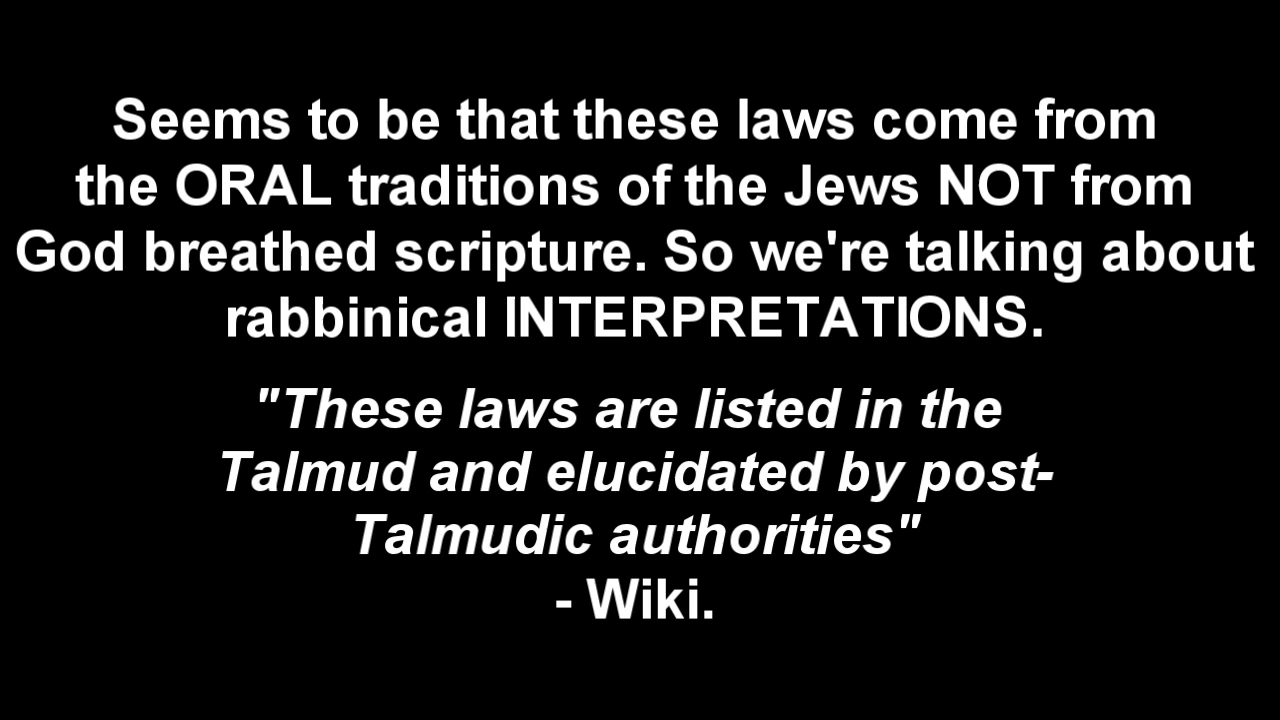 Seems to be that these laws come from
the ORAL traditions of the Jews NOT from
God breathed scripture. So we're talking about
rabbinical INTERPRETATIONS.
"These laws are listed in the
Talmud and elucidated by post-
Talmudic authorities"
- Wiki.